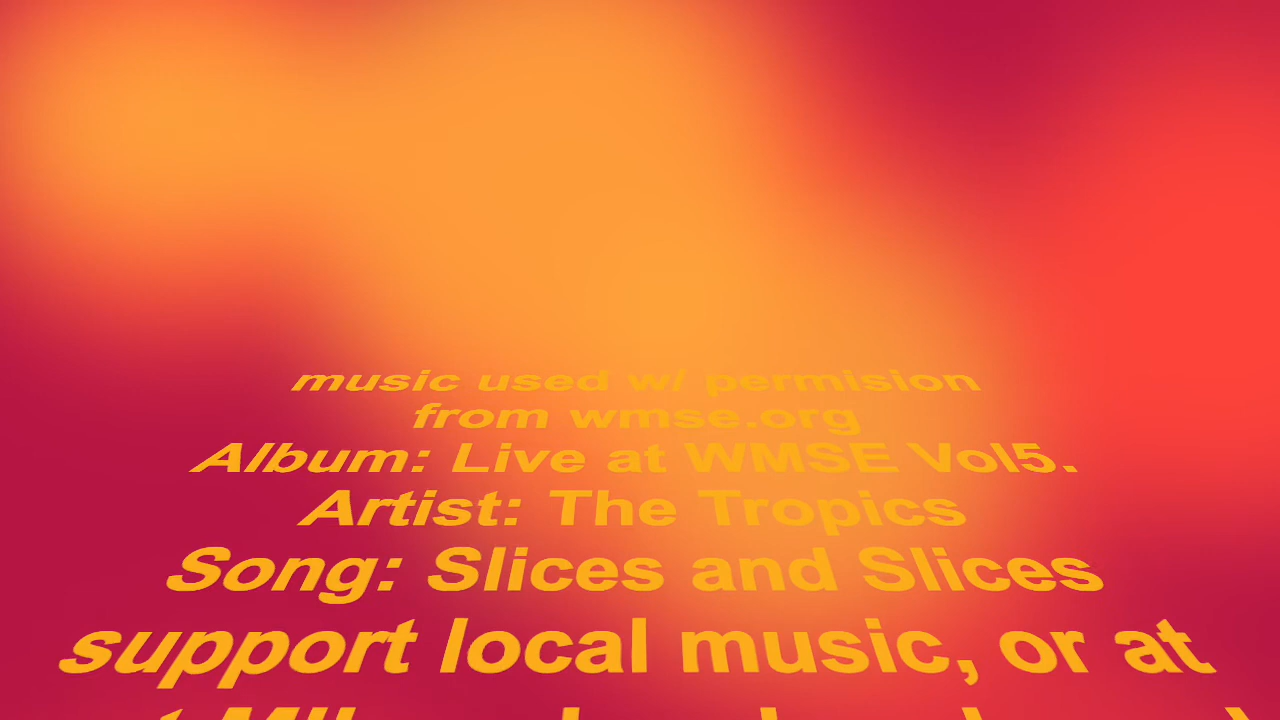 music used w/ permision
from wmse.org
Album: Live at WMSE Vol5.
Artist: The Tropics
Song: Slices and Slices
support local music, or at